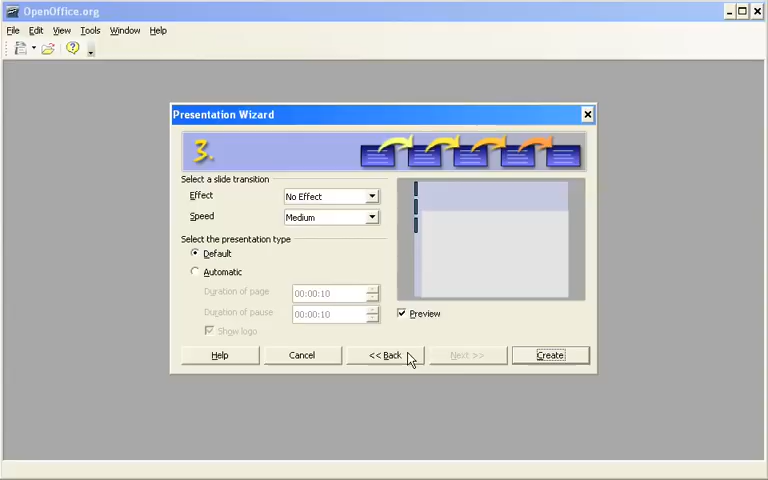 OpenOffice.org
File Edit View Tools Window Help
Presentation Wizard
3.
Select a slide transition
Effect No Effect
Speed Medium
Select the presentation type
Default
Automatic
Duration of page 00:00:10
Duration of pause 00:00:10
Show logo
Preview
Help Cancel << Back Next >> Create